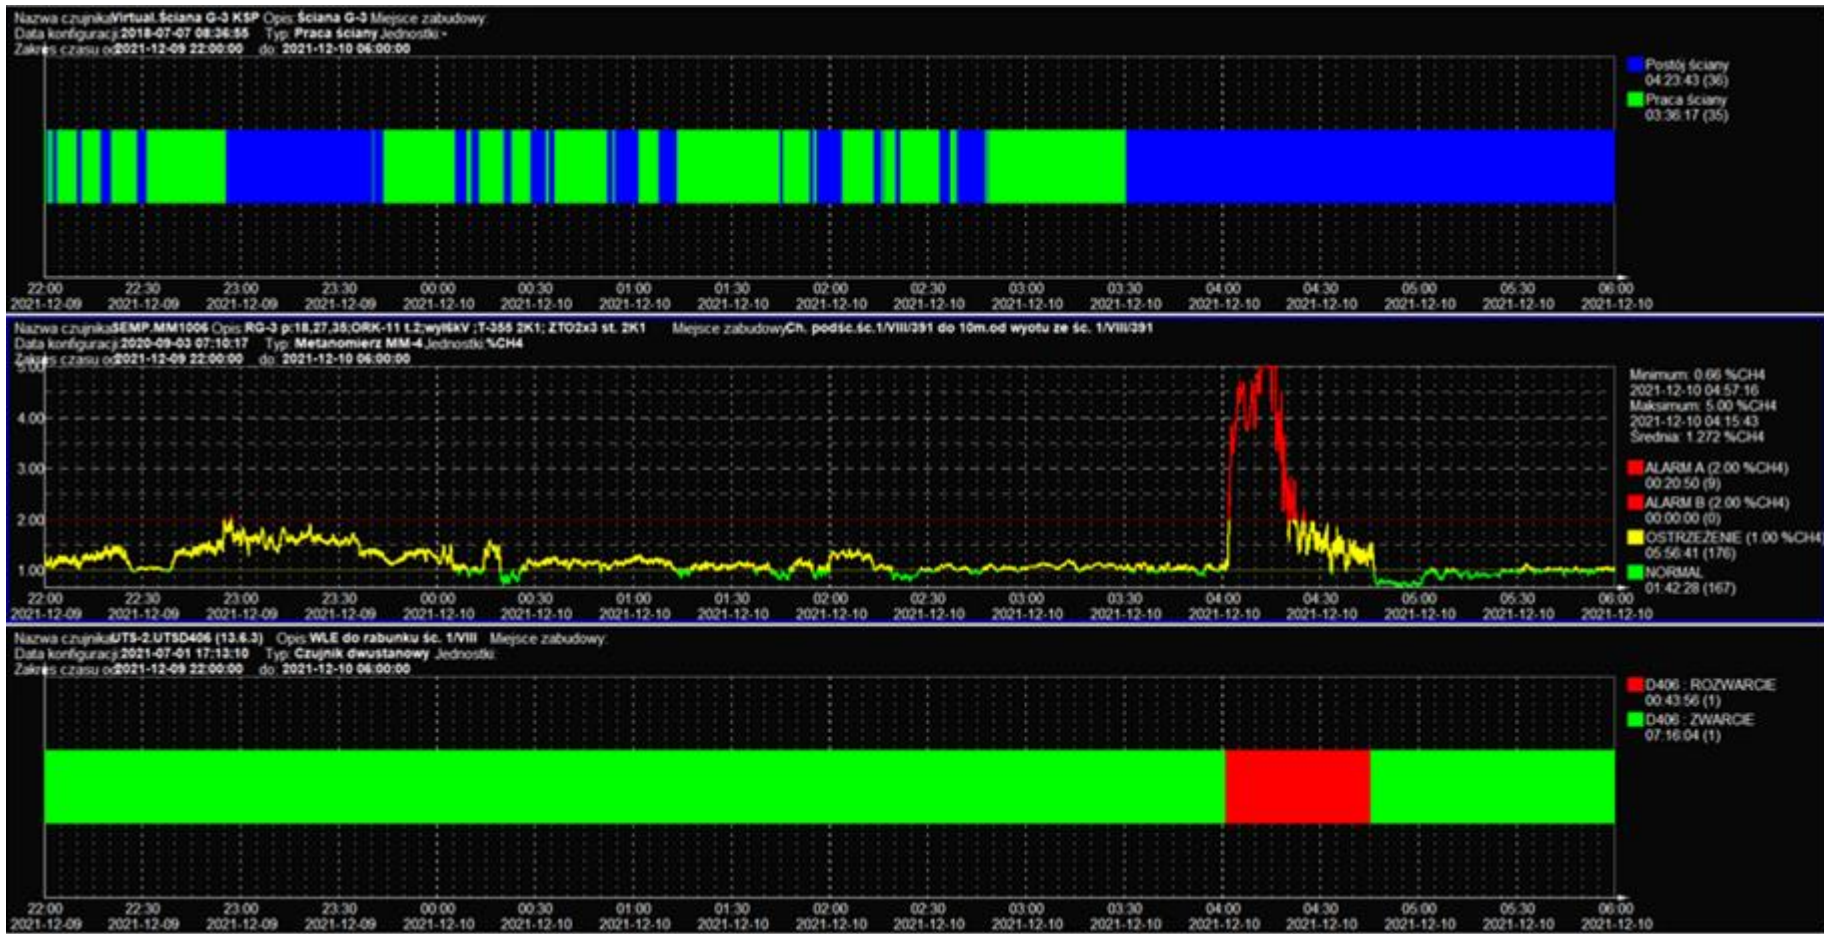 Nazwa czujnika Virtual.Ściana G-3 KSP Opis: Ściana G-3 Miejsce zabudowy:
Data konfiguracji: 2018-07-07 08:36:55 Typ: Praca ściany Jednostki: -
Zakres czasu od: 2021-12-09 22:00:00 do: 2021-12-10 06:00:00
Postój ściany
04:23:43 (36)
Praca ściany
03:36:17 (35)
22:00 22:30 23:00 23:30 00:00 00:30 01:00 01:30 02:00 02:30 03:00 03:30 04:00 04:30 05:00 05:30 06:00
2021-12-09 2021-12-09 2021-12-09 2021-12-09 2021-12-10 2021-12-10 2021-12-10 2021-12-10 2021-12-10 2021-12-10 2021-12-10 2021-12-10 2021-12-10 2021-12-10 2021-12-10 2021-12-10 2021-12-10
Nazwa czujnika SEMP.MM1006 Opis: RG-3 p:18,27,35;ORK-11 t.2;wył6kV ;T-355 2K1; ZTO2x3 st. 2K1 Miejsce zabudowy: Ch. podśc.śc.1/VIII/391 do 10m.od wyotu ze śc. 1/VIII/391
Data konfiguracji: 2020-09-03 07:10:17 Typ: Metanomierz MM-4 Jednostki: %CH4
Zakres czasu od: 2021-12-09 22:00:00 do: 2021-12-10 06:00:00
5.00
4.00
3.00
2.00
1.00
Minimum: 0.66 %CH4
2021-12-10 04:57:16
Maksimum: 5.00 %CH4
2021-12-10 04:15:43
Średnia: 1.272 %CH4
ALARM A (2.00 %CH4)
00:20:50 (9)
ALARM B (2.00 %CH4)
00:00:00 (0)
OSTRZEŻENIE (1.00 %CH4)
05:56:41 (176)
NORMAL
01:42:28 (167)
22:00 22:30 23:00 23:30 00:00 00:30 01:00 01:30 02:00 02:30 03:00 03:30 04:00 04:30 05:00 05:30 06:00
2021-12-09 2021-12-09 2021-12-09 2021-12-09 2021-12-10 2021-12-10 2021-12-10 2021-12-10 2021-12-10 2021-12-10 2021-12-10 2021-12-10 2021-12-10 2021-12-10 2021-12-10 2021-12-10 2021-12-10
Nazwa czujnika UTS-2.UTSD406 (13.6.3) Opis: WLE do rabunku śc. 1/VIII Miejsce zabudowy:
Data konfiguracji: 2021-07-01 17:13:10 Typ: Czujnik dwustanowy Jednostki:
Zakres czasu od: 2021-12-09 22:00:00 do: 2021-12-10 06:00:00
D406 : ROZWARCIE
00:43:56 (1)
D406 : ZWARCIE
07:16:04 (1)
22:00 22:30 23:00 23:30 00:00 00:30 01:00 01:30 02:00 02:30 03:00 03:30 04:00 04:30 05:00 05:30 06:00
2021-12-09 2021-12-09 2021-12-09 2021-12-09 2021-12-10 2021-12-10 2021-12-10 2021-12-10 2021-12-10 2021-12-10 2021-12-10 2021-12-10 2021-12-10 2021-12-10 2021-12-10 2021-12-10 2021-12-10